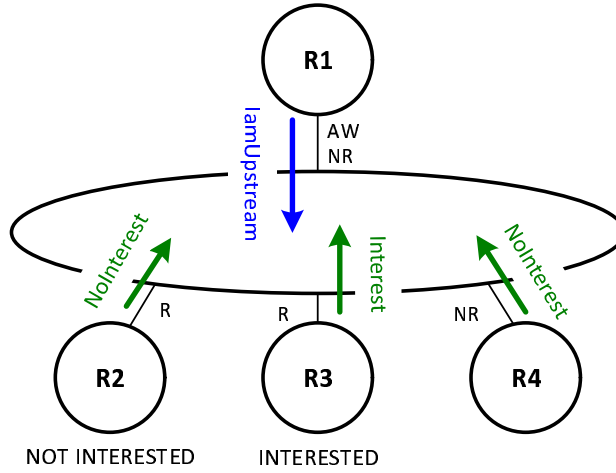 R1
IamUpstream
AW
NR
NoInterest
Interest
NoInterest
R
R
NR
R2
R3
R4
NOT INTERESTED
INTERESTED